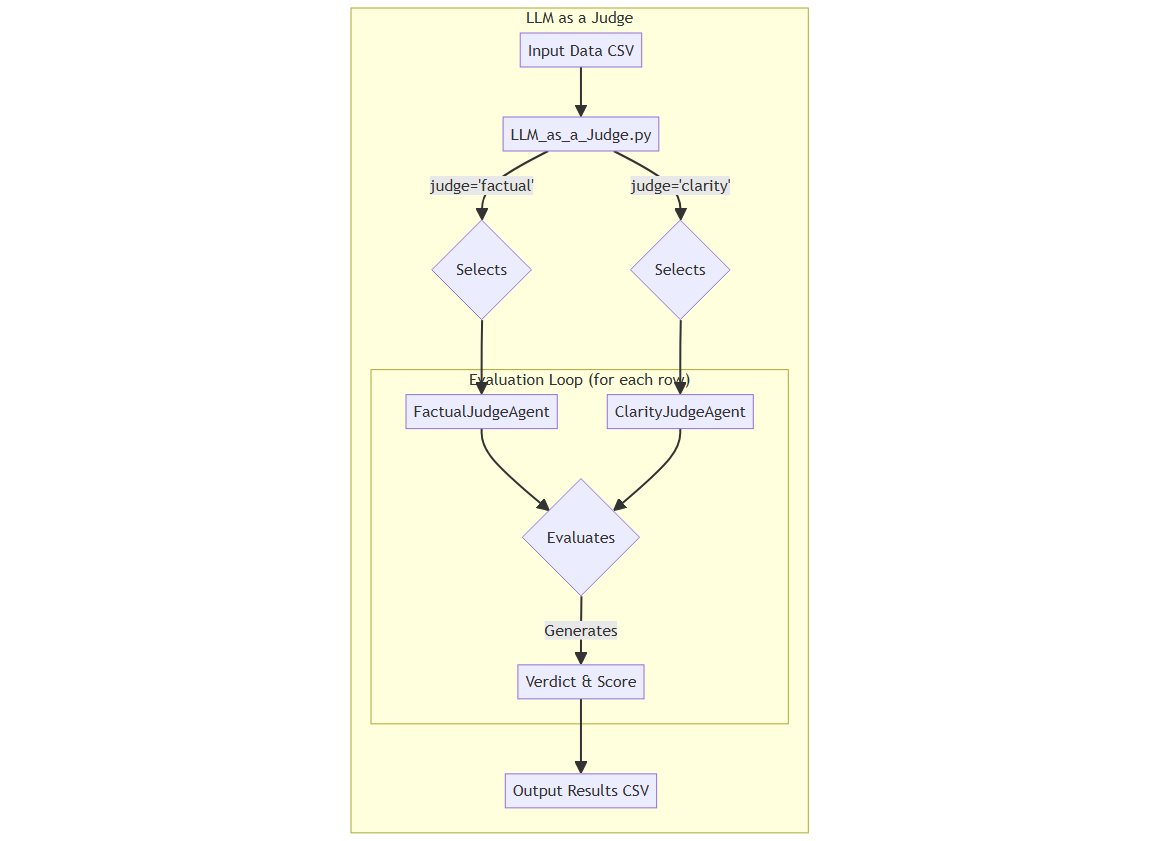 LLM as a Judge
Input Data CSV
LLM_as_a_Judge.py
judge='factual'
judge='clarity'
Selects
Selects
Evaluation Loop (for each row)
FactualJudgeAgent
ClarityJudgeAgent
Evaluates
Generates
Verdict & Score
Output Results CSV